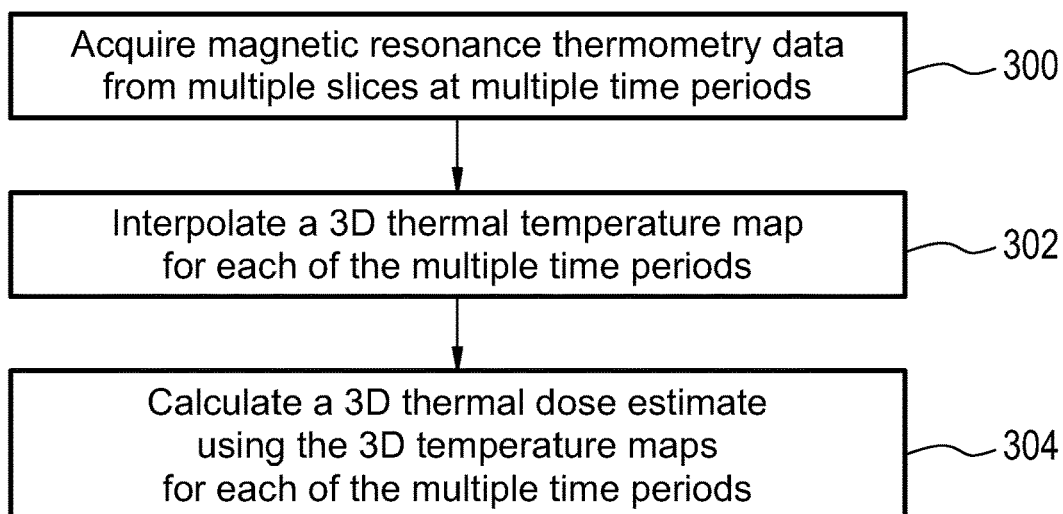 Acquire magnetic resonance thermometry data
from multiple slices at multiple time periods
300
Interpolate a 3D thermal temperature map
for each of the multiple time periods
302
Calculate a 3D thermal dose estimate
using the 3D temperature maps
for each of the multiple time periods
304